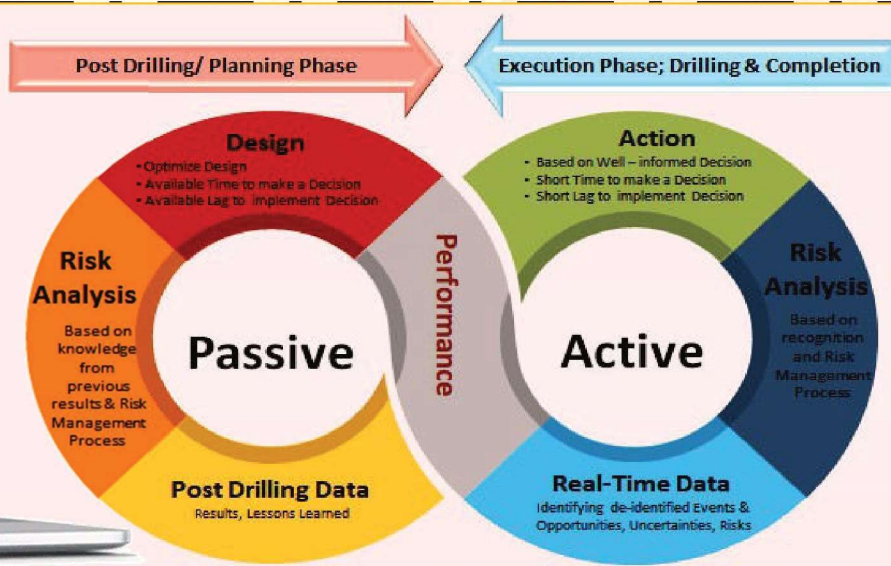 Post Drilling/ Planning Phase
Execution Phase; Drilling & Completion
Design
• Optimize Design
• Available Time to make a Decision
• Available Lag to implement Decision
Risk
Analysis
Based on
knowledge
from
previous
results & Risk
Management
Process
Passive
Post Drilling Data
Results, Lessons Learned
Performance
Action
• Based on Well – informed Decision
• Short Time to make a Decision
• Short Lag to implement Decision
Risk
Analysis
Based on
recognition
and Risk
Management
Process
Active
Real-Time Data
Identifying de-identified Events &
Opportunities, Uncertainties, Risks